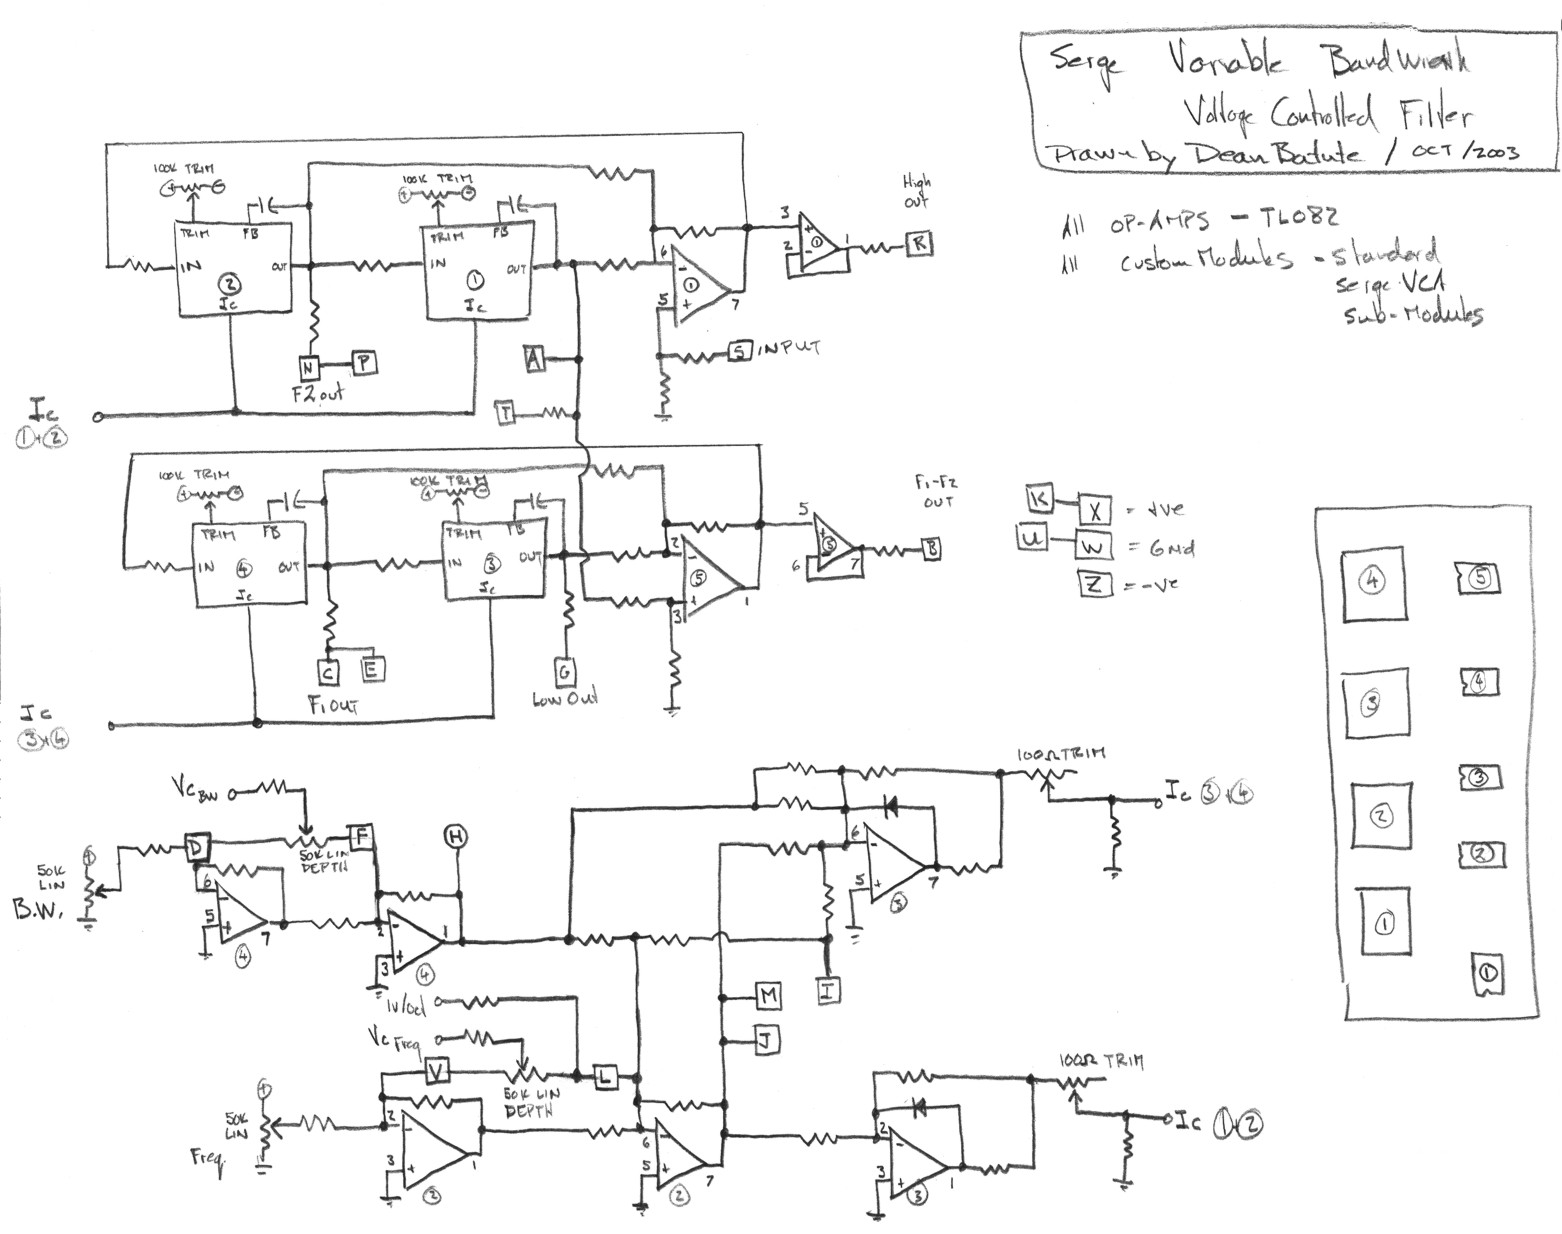 Serge Variable Bandwidth
Voltage Controlled Filter
Drawn by Dean Batute / OCT / 2003
All OP-AMPS - TL082
All Custom Modules - standard
Serge VCA
Sub-Modules
100K TRIM
+ -
TRIM FB
IN OUT
②
Ic
100K TRIM
+ -
TRIM FB
IN OUT
①
Ic
6 -
①
5 +
7
3 +
2 -
①
1
High
Out
R
S INPUT
N P
F2 out
A
T
Ic
①+②
100K TRIM
+ -
TRIM FB
IN OUT
④
Ic
100K TRIM
+ -
TRIM FB
IN OUT
③
Ic
2 -
⑤
3 +
1
5 +
6 -
⑤
7
F1-F2
OUT
B
C E
F1 OUT
G
Low Out
Ic
③+④
K X = +ve
U W = Gnd
Z = -ve
④ ⑤
③ ④
② ③
① ②
①
VcBW
D F
50K LIN
DEPTH
50K
LIN
+
B.W.
6 -
5 +
7
④
H
2 -
3 +
1
④
100Ω TRIM
Ic ③+④
6 -
5 +
7
③
I
M
J
1V/Oct
Vc Freq
V L
50K LIN
DEPTH
50K
LIN
+
Freq
2 -
3 +
1
②
6 -
5 +
7
②
2 -
3 +
1
③
100Ω TRIM
Ic ①+②